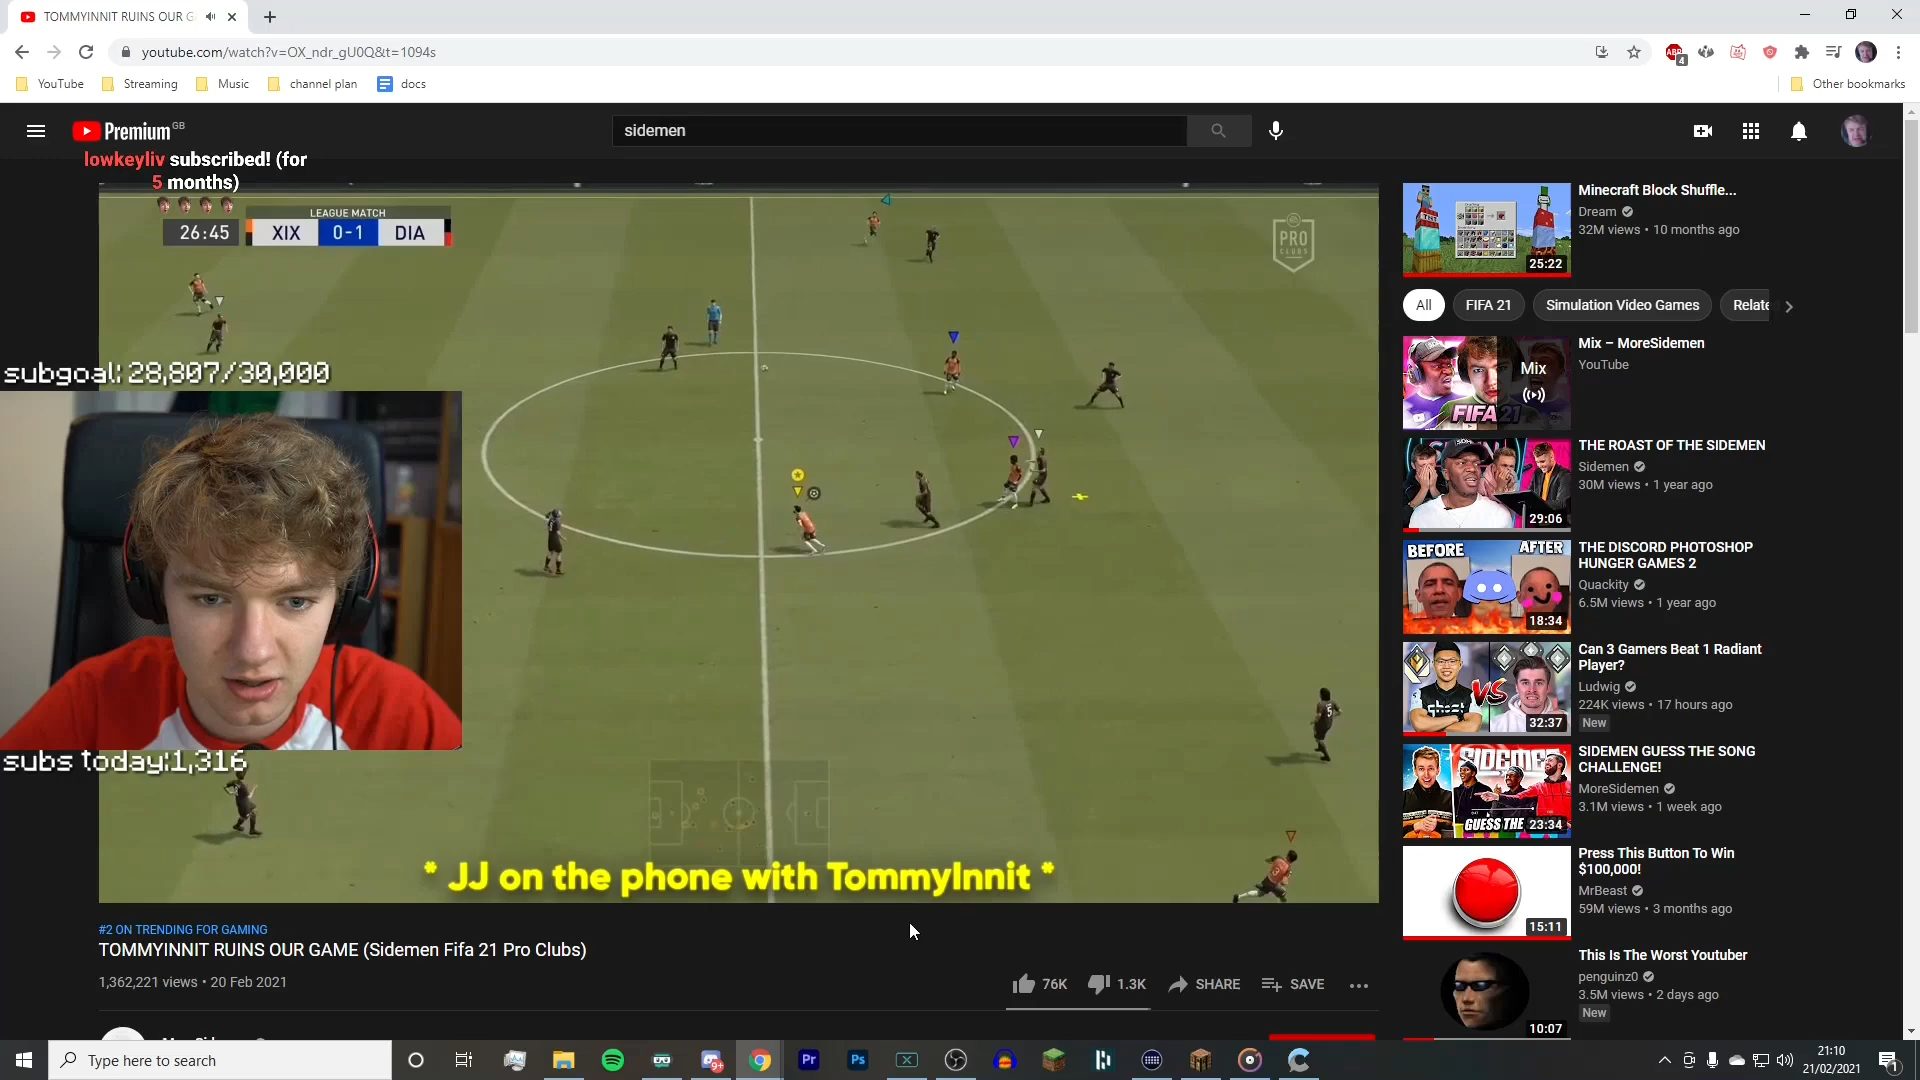 TOMMYINNIT RUINS OUR G
youtube.com/watch?v=OX_ndr_gU0Q&t=1094s
ABP
4
YouTube
Streaming
Music
channel plan
docs
Other bookmarks
Premium GB
sidemen
lowkeyliv subscribed! (for
5 months)
LEAGUE MATCH
26:45
XIX
0-1
DIA
PRO
CLUBS
subgoal: 28,807/30,000
subs today:1,316
5
3
* JJ on the phone with TommyInnit *
#2 ON TRENDING FOR GAMING
TOMMYINNIT RUINS OUR GAME (Sidemen Fifa 21 Pro Clubs)
1,362,221 views • 20 Feb 2021
76K
1.3K
SHARE
SAVE
25:22
Minecraft Block Shuffle...
Dream
32M views • 10 months ago
All
FIFA 21
Simulation Video Games
Relate
Mix
FIFA 21
Mix – MoreSidemen
YouTube
29:06
THE ROAST OF THE SIDEMEN
Sidemen
30M views • 1 year ago
BEFORE
AFTER
18:34
THE DISCORD PHOTOSHOP
HUNGER GAMES 2
Quackity
6.5M views • 1 year ago
VS
32:37
Can 3 Gamers Beat 1 Radiant
Player?
Ludwig
224K views • 17 hours ago
New
SIDEMEN
GUESS THE
23:34
SIDEMEN GUESS THE SONG
CHALLENGE!
MoreSidemen
3.1M views • 1 week ago
15:11
Press This Button To Win
$100,000!
MrBeast
59M views • 3 months ago
10:07
This Is The Worst Youtuber
penguinz0
3.5M views • 2 days ago
New
Type here to search
9+
Pr
Ps
21:10
21/02/2021
1